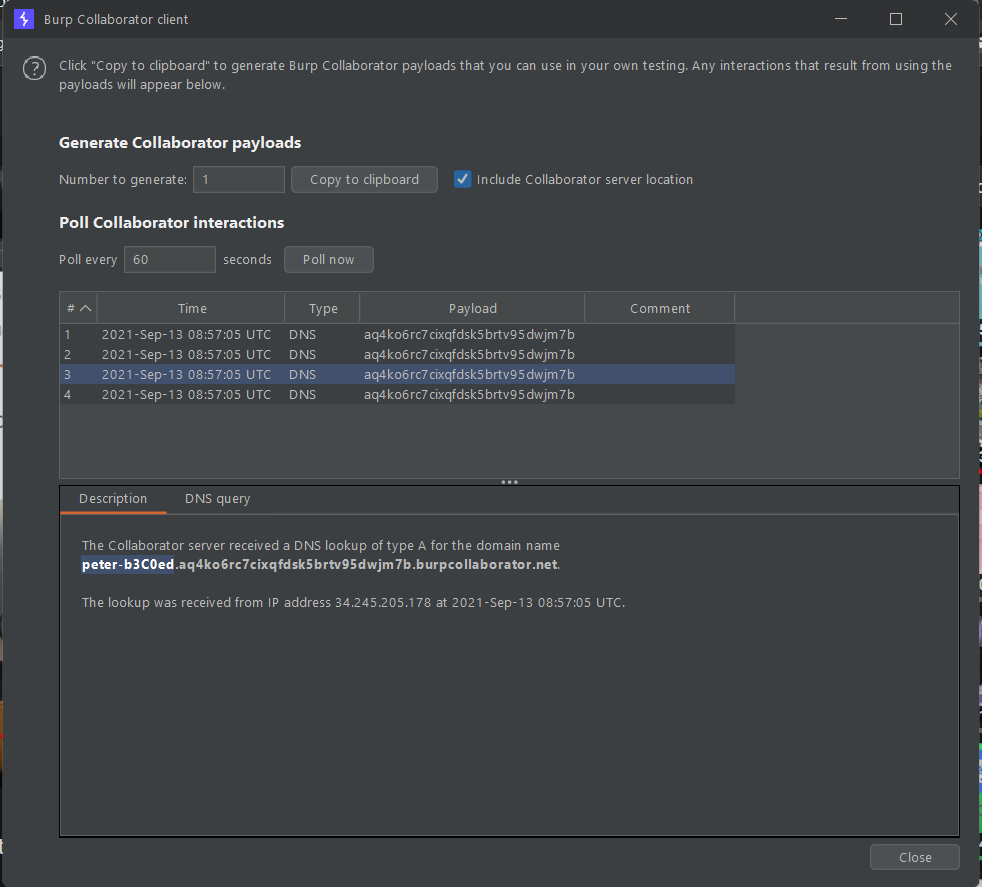 Burp Collaborator client
Click "Copy to clipboard" to generate Burp Collaborator payloads that you can use in your own testing. Any interactions that result from using the
payloads will appear below.
Generate Collaborator payloads
Number to generate: 1 Copy to clipboard Include Collaborator server location
Poll Collaborator interactions
Poll every 60 seconds Poll now
# Time Type Payload Comment
1 2021-Sep-13 08:57:05 UTC DNS aq4ko6rc7cixqfdsk5brtv95dwjm7b
2 2021-Sep-13 08:57:05 UTC DNS aq4ko6rc7cixqfdsk5brtv95dwjm7b
3 2021-Sep-13 08:57:05 UTC DNS aq4ko6rc7cixqfdsk5brtv95dwjm7b
4 2021-Sep-13 08:57:05 UTC DNS aq4ko6rc7cixqfdsk5brtv95dwjm7b
Description DNS query
The Collaborator server received a DNS lookup of type A for the domain name
peter-b3C0ed.aq4ko6rc7cixqfdsk5brtv95dwjm7b.burpcollaborator.net.
The lookup was received from IP address 34.245.205.178 at 2021-Sep-13 08:57:05 UTC.
Close